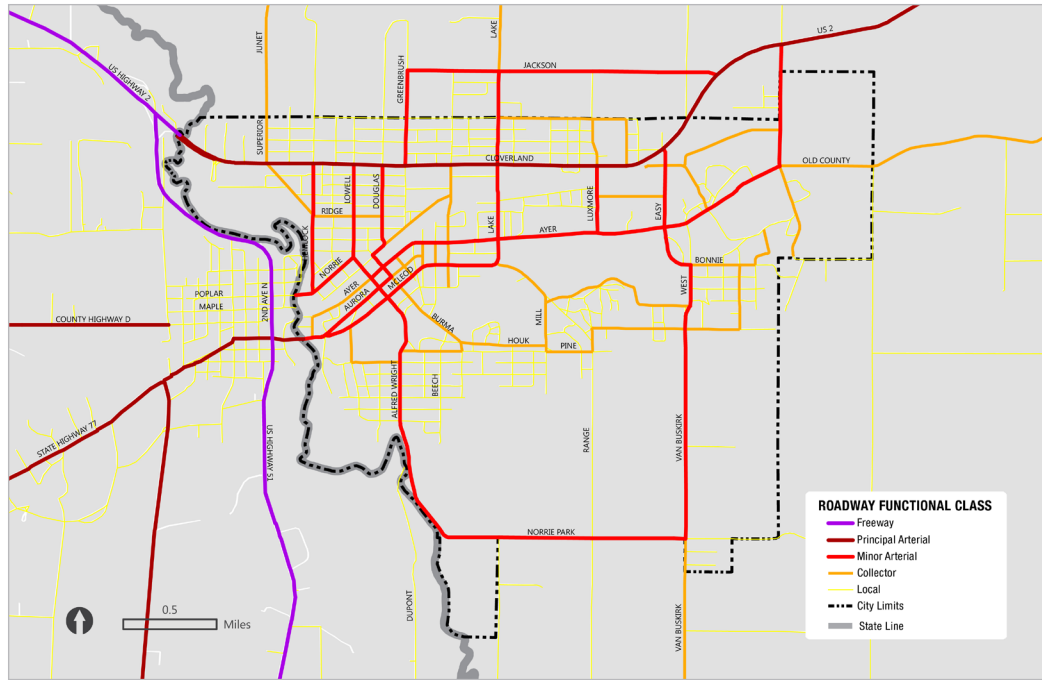 US 2
JUNET
LAKE
US HIGHWAY 2
GREENBRUSH
JACKSON
SUPERIOR
CLOVERLAND
OLD COUNTY
LOWELL
DOUGLAS
RIDGE
LUXMORE
EASY
LAKE
AYER
NORRIE
BONNIE
AYER
MCLEOD
AURORA
WEST
POPLAR
MAPLE
2ND AVE N
COUNTY HIGHWAY D
BURMA
MILL
HOUK
PINE
ALFRED WRIGHT
BEECH
STATE HIGHWAY 77
US HIGHWAY 51
RANGE
VAN BUSKIRK
NORRIE PARK
DUPONT
VAN BUSKIRK
ROADWAY FUNCTIONAL CLASS
Freeway
Principal Arterial
Minor Arterial
Collector
Local
City Limits
State Line
0.5
Miles